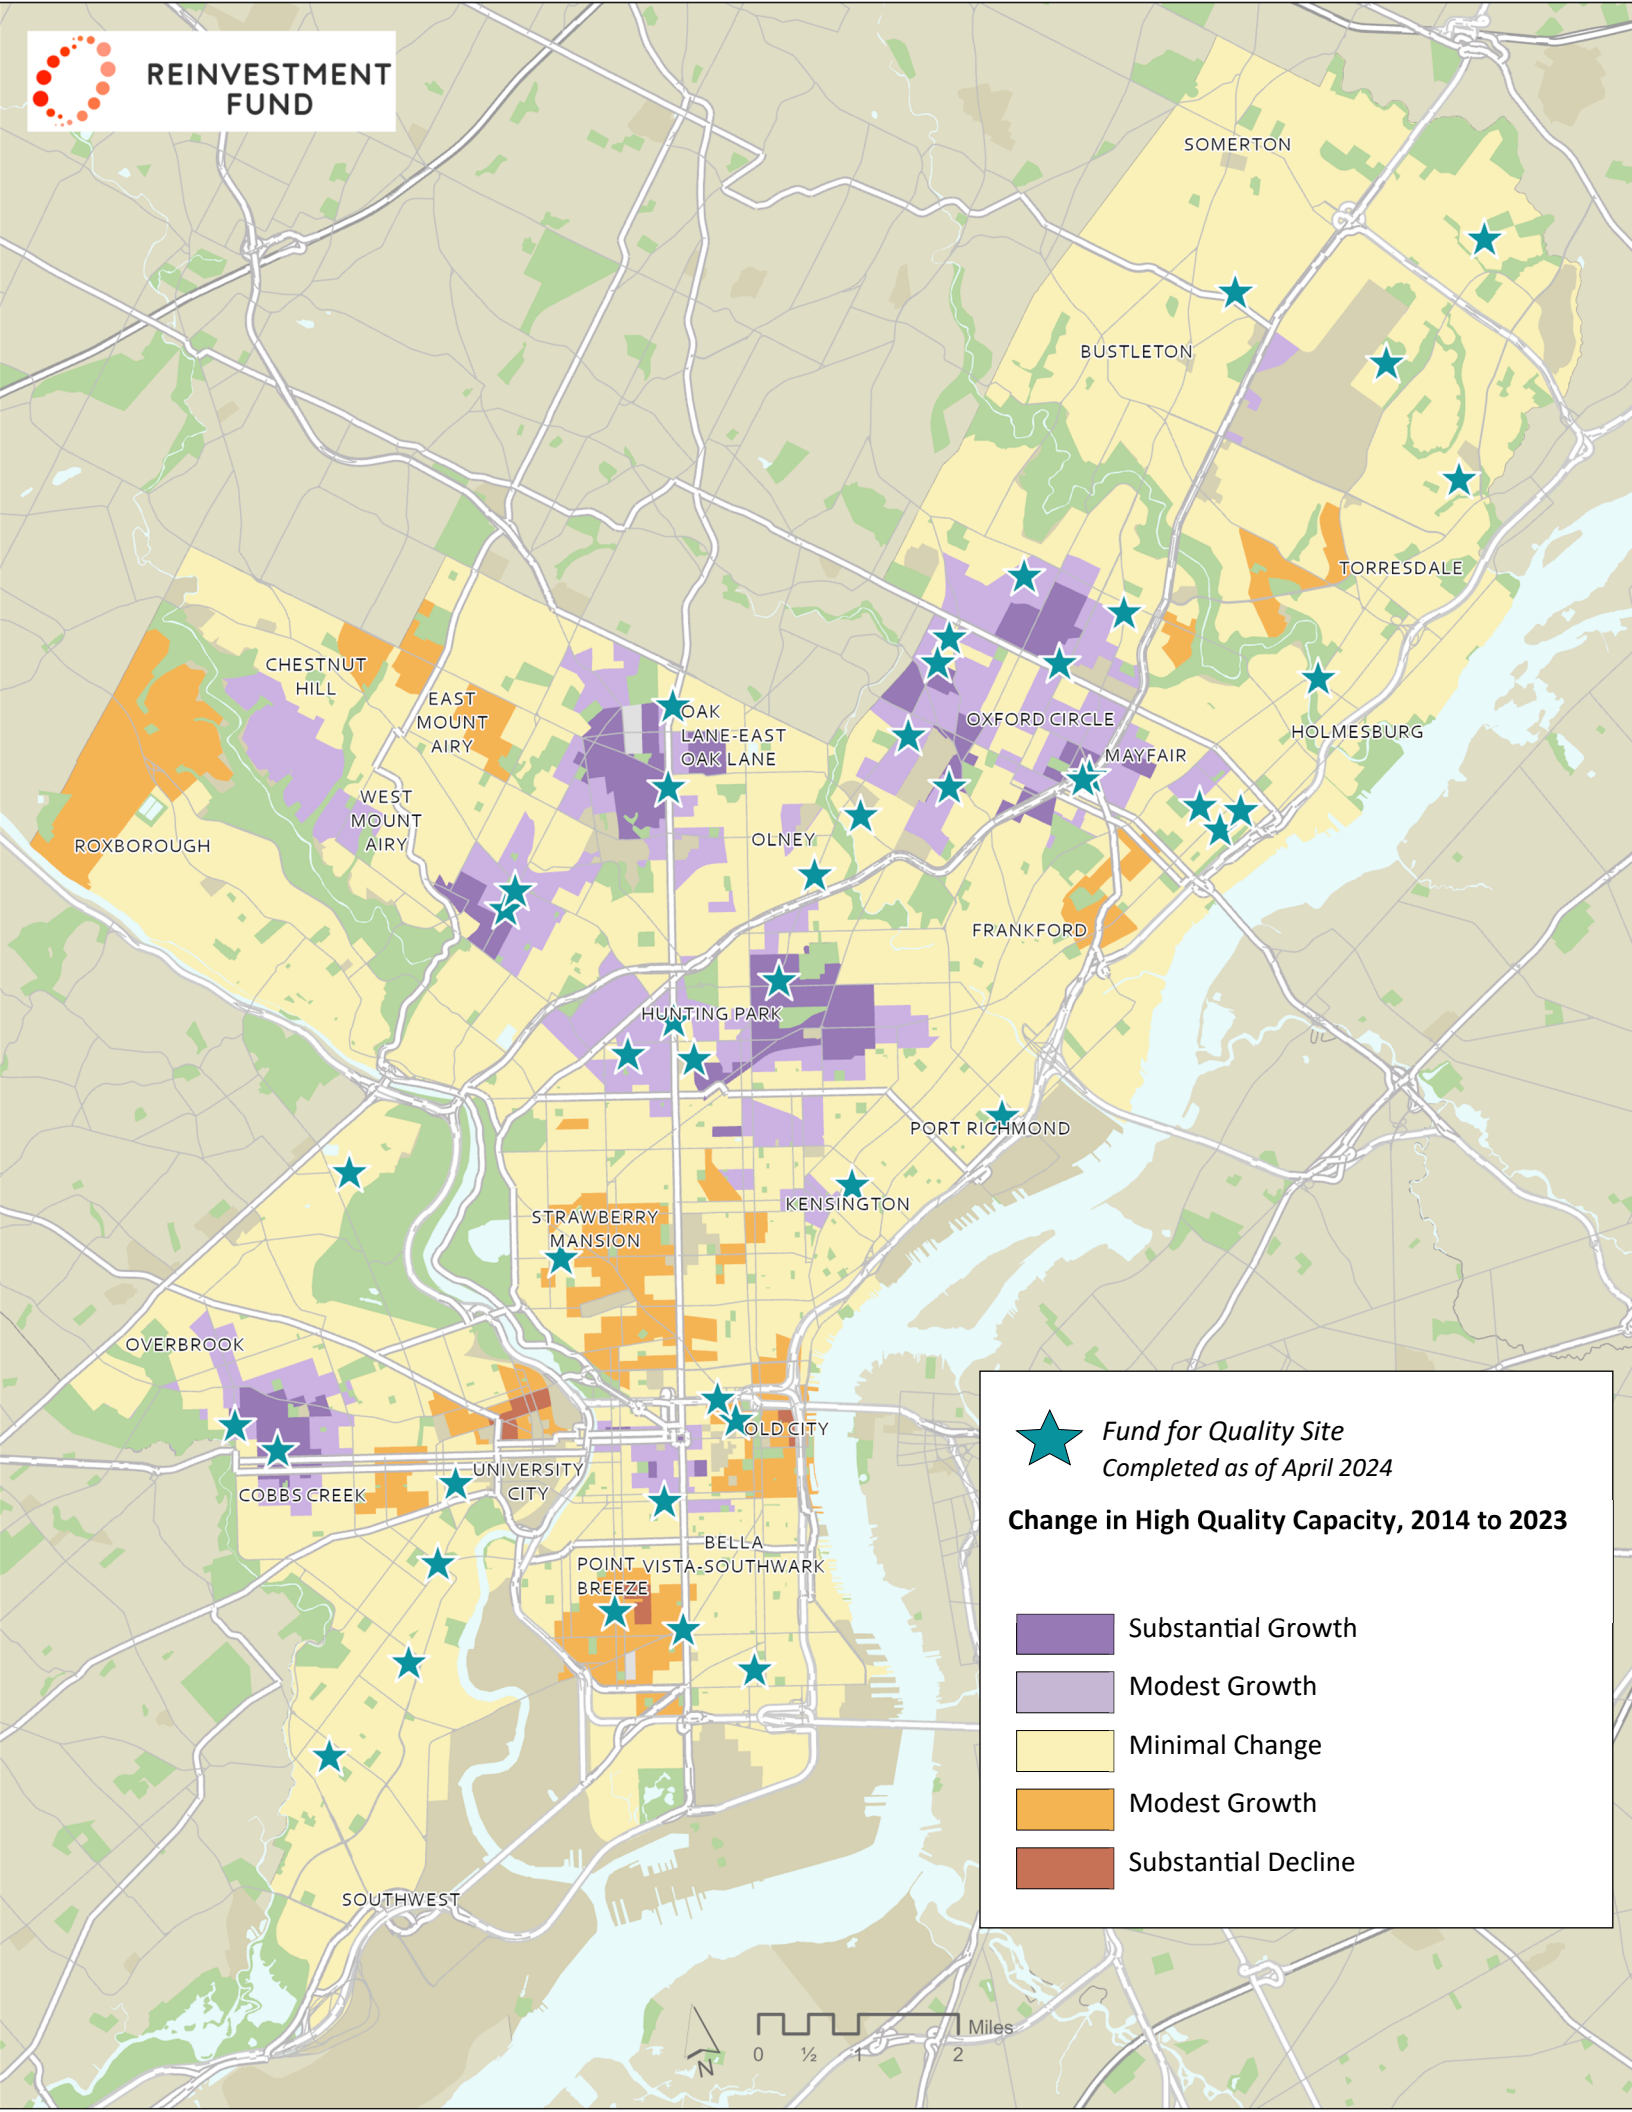 REINVESTMENT
FUND
SOMERTON
BUSTLETON
TORRESDALE
CHESTNUT
HILL
EAST
MOUNT
AIRY
OAK
LANE-EAST
OAK LANE
OXFORD CIRCLE
HOLMESBURG
MAYFAIR
WEST
MOUNT
AIRY
ROXBOROUGH
OLNEY
FRANKFORD
HUNTING PARK
PORT RICHMOND
KENSINGTON
STRAWBERRY
MANSION
OVERBROOK
OLD CITY
UNIVERSITY
CITY
COBBS CREEK
BELLA
VISTA-SOUTHWARK
POINT
BREEZE
SOUTHWEST
Fund for Quality Site
Completed as of April 2024
Change in High Quality Capacity, 2014 to 2023
Substantial Growth
Modest Growth
Minimal Change
Modest Growth
Substantial Decline
N
Miles
0 ½ 1 2